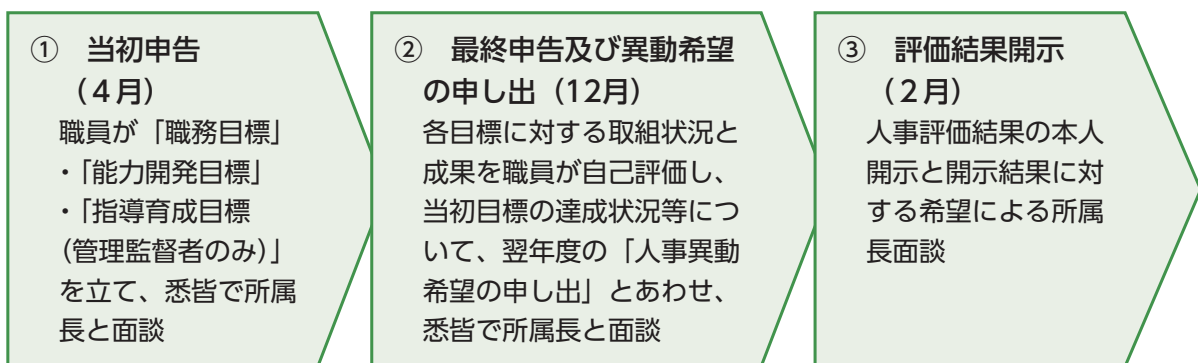 ① 当初申告
（4月）
職員が「職務目標」
・「能力開発目標」
・「指導育成目標
（管理監督者のみ）」
を立て、悉皆で所属
長と面談
② 最終申告及び異動希望
の申し出（12月）
各目標に対する取組状況と
成果を職員が自己評価し、
当初目標の達成状況等につ
いて、翌年度の「人事異動
希望の申し出」とあわせ、
悉皆で所属長と面談
③ 評価結果開示
（2月）
人事評価結果の本人
開示と開示結果に対
する希望による所属
長面談